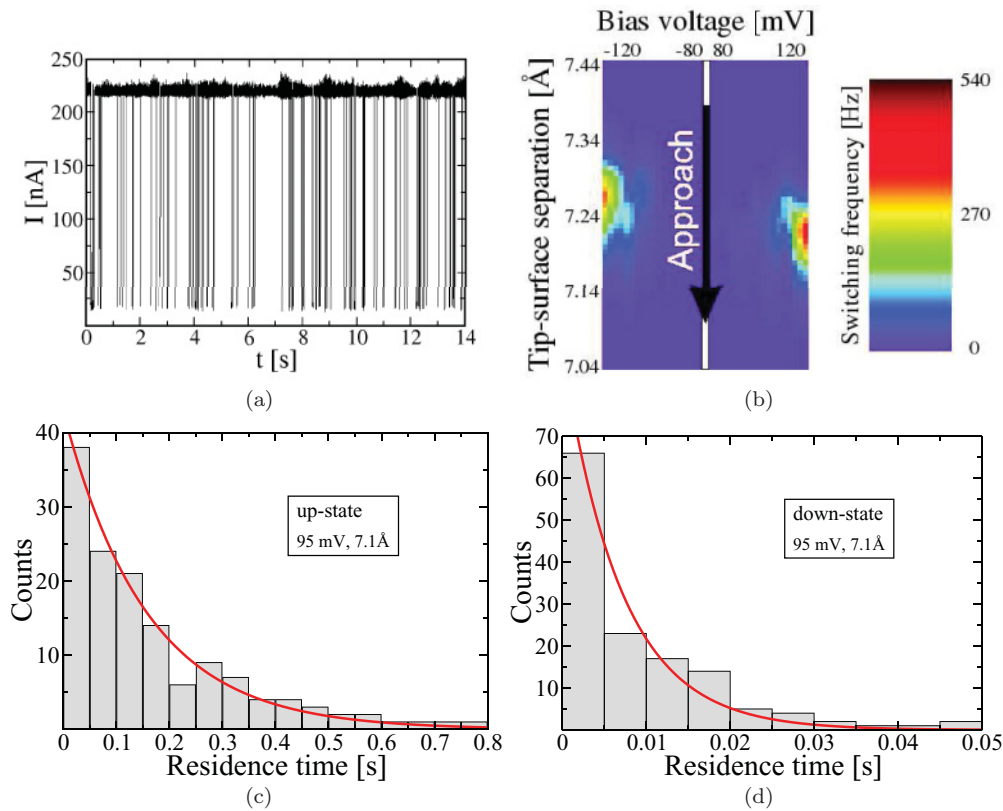 250
200
150
100
50
I [nA]
0 2 4 6 8 10 12 14
t [s]
(a)
Bias voltage [mV]
-120 -80 80 120
7.44
7.34
7.24
7.14
7.04
Tip-surface separation [Å]
Approach
540
270
0
Switching frequency [Hz]
(b)
40
30
20
10
Counts
up-state
95 mV, 7.1Å
0 0.1 0.2 0.3 0.4 0.5 0.6 0.7 0.8
Residence time [s]
(c)
70
60
50
40
30
20
10
0
Counts
down-state
95 mV, 7.1Å
0 0.01 0.02 0.03 0.04 0.05
Residence time [s]
(d)